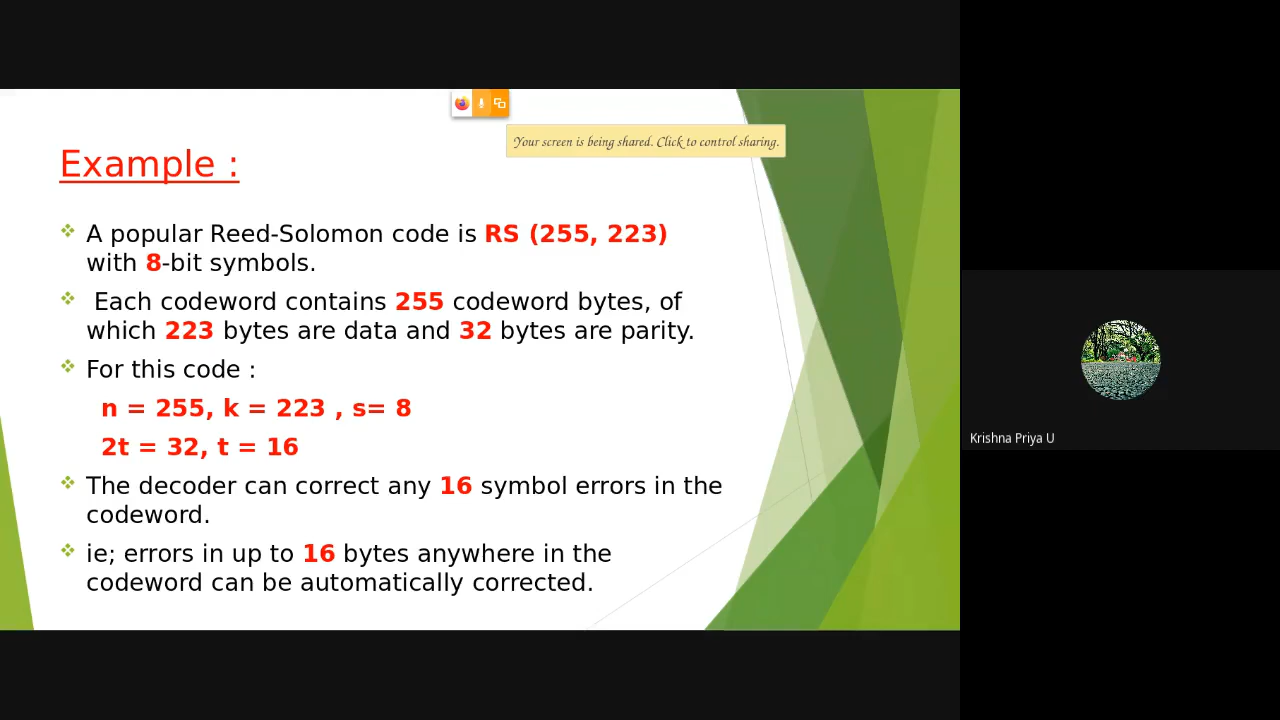 Your screen is being shared. Click to control sharing.
Example :
A popular Reed-Solomon code is RS (255, 223)
with 8-bit symbols.
Each codeword contains 255 codeword bytes, of
which 223 bytes are data and 32 bytes are parity.
For this code :
n = 255, k = 223 , s= 8
2t = 32, t = 16
The decoder can correct any 16 symbol errors in the
codeword.
ie; errors in up to 16 bytes anywhere in the
codeword can be automatically corrected.
Krishna Priya U